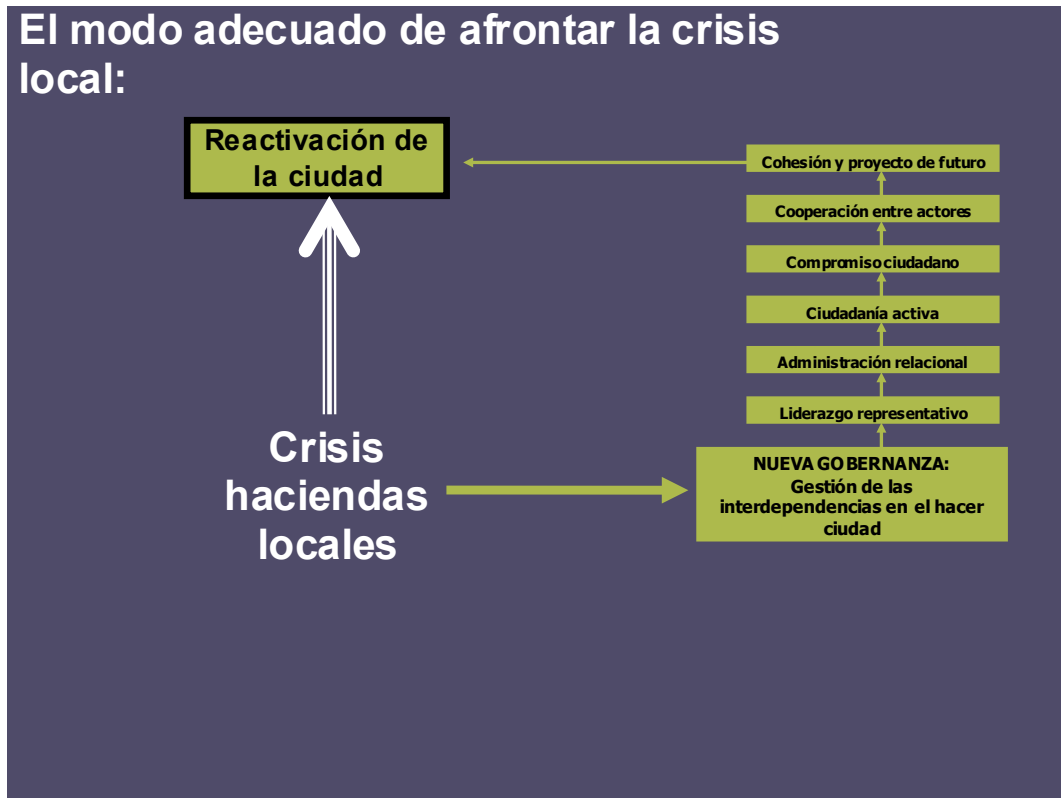 El modo adecuado de afrontar la crisis
local:
Reactivación de
la ciudad
Cohesión y proyecto de futuro
Cooperación entre actores
Compromiso ciudadano
Ciudadanía activa
Administración relacional
Liderazgo representativo
Crisis
haciendas
locales
NUEVA GOBERNANZA:
Gestión de las
interdependencias en el hacer
ciudad